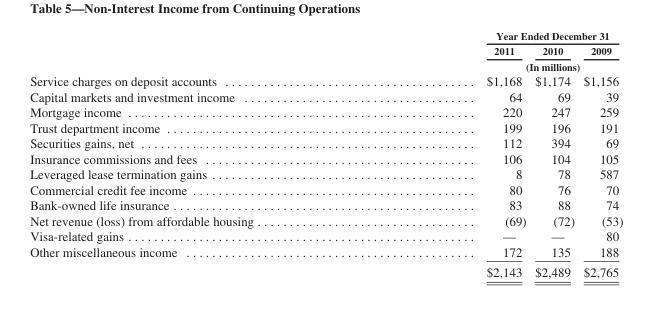 Table 5—Non-Interest Income from Continuing Operations
Year Ended December 31
2011 2010 2009
(In millions)
Service charges on deposit accounts ........................................ $1,168 $1,174 $1,156
Capital markets and investment income ........................................ 64 69 39
Mortgage income ........................................ 220 247 259
Trust department income ........................................ 199 196 191
Securities gains, net ........................................ 112 394 69
Insurance commissions and fees ........................................ 106 104 105
Leveraged lease termination gains ........................................ 8 78 587
Commercial credit fee income ........................................ 80 76 70
Bank-owned life insurance ........................................ 83 88 74
Net revenue (loss) from affordable housing ........................................ (69) (72) (53)
Visa-related gains ........................................ — — 80
Other miscellaneous income ........................................ 172 135 188
$2,143 $2,489 $2,765